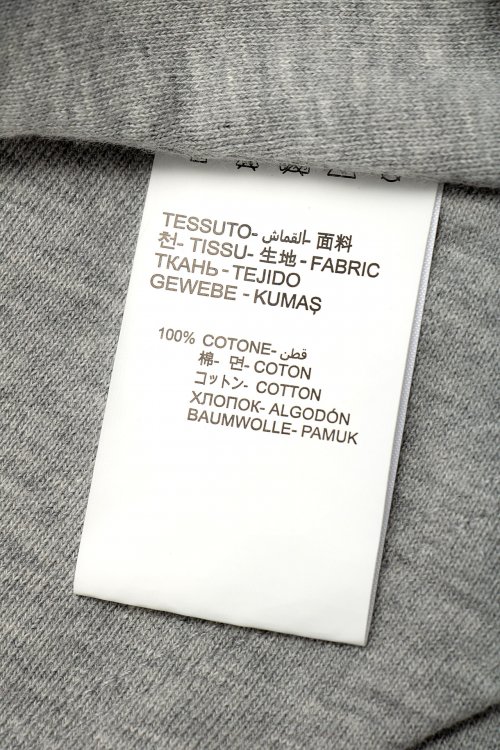 TESSUTO- القماش- 面料
천- TISSU- 生地- FABRIC
ТКАНЬ- TEJIDO
GEWEBE - KUMAŞ
100% COTONE- قطن
棉- 면- COTON
コットン- COTTON
ХЛОПОК- ALGODÓN
BAUMWOLLE- PAMUK